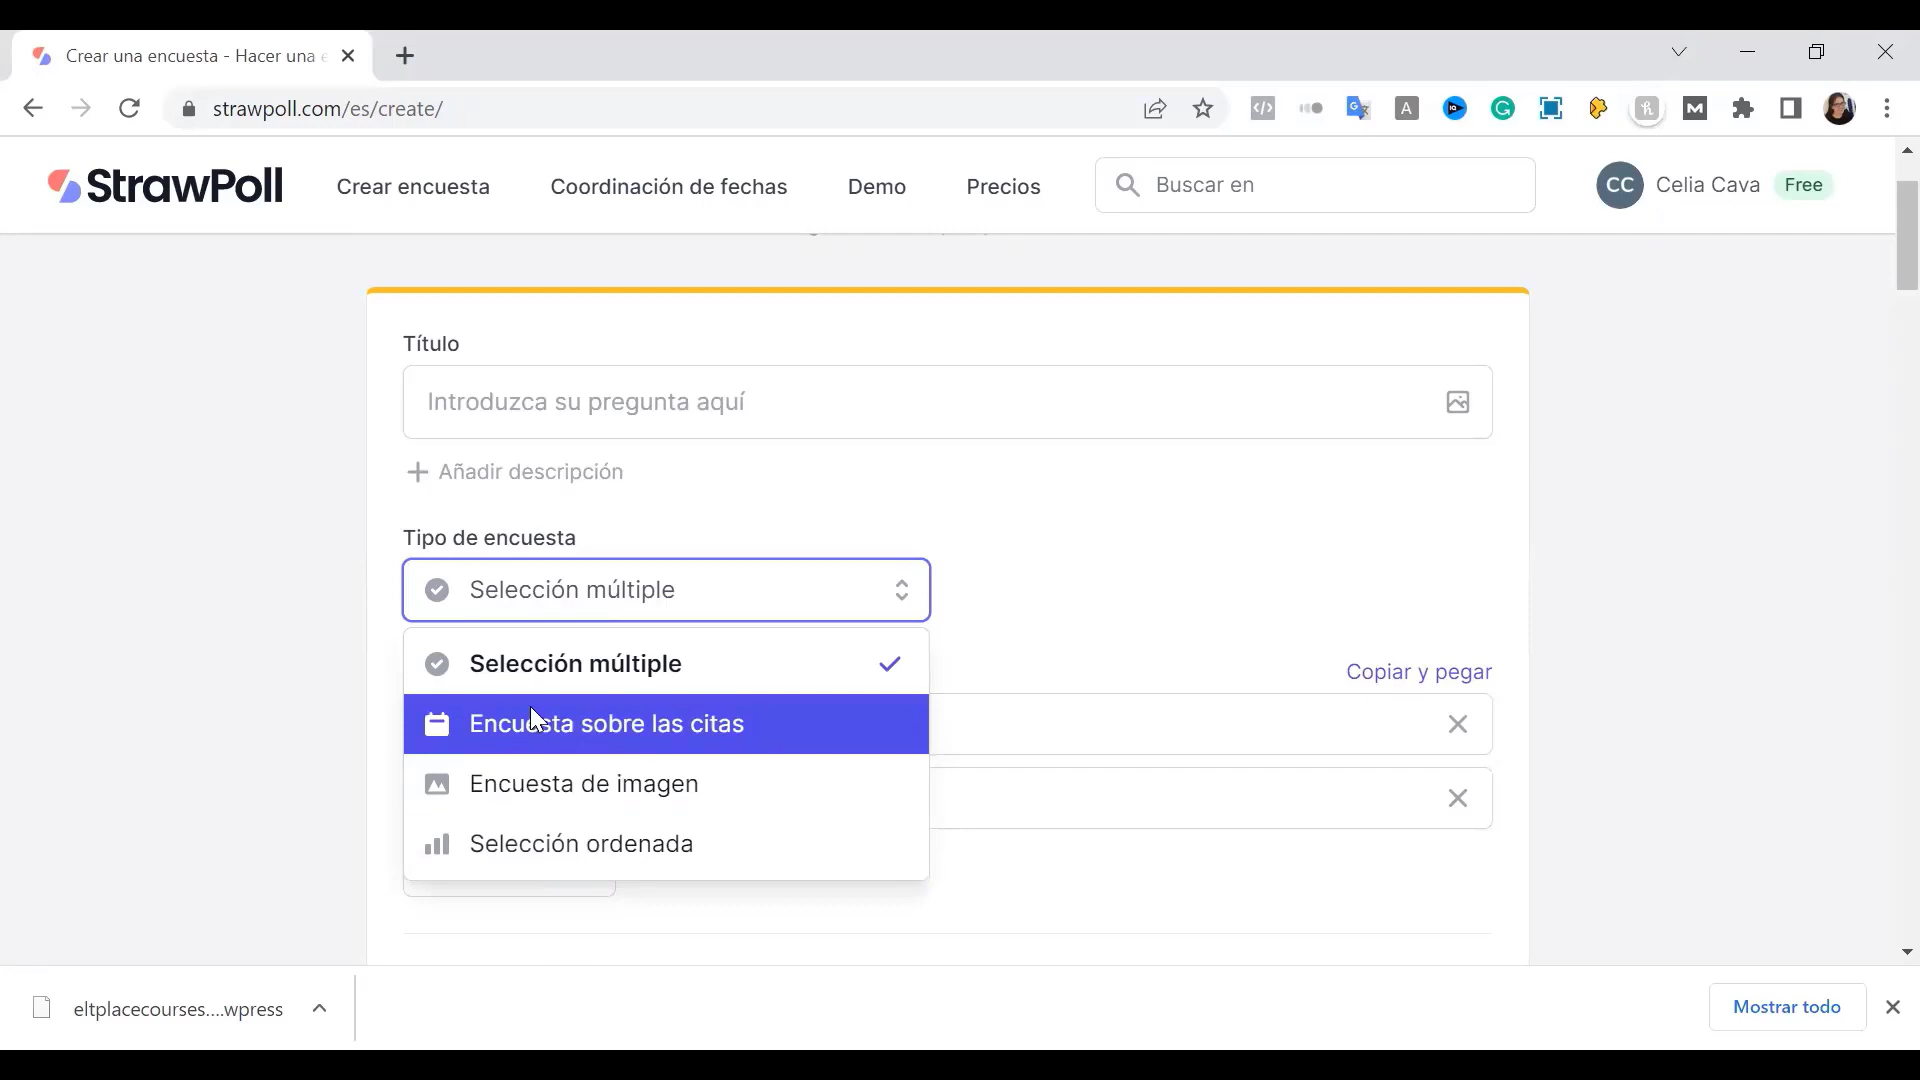 Crear una encuesta - Hacer una e
strawpoll.com/es/create/
StrawPoll
Crear encuesta
Coordinación de fechas
Demo
Precios
Buscar en
CC
Celia Cava
Free
Título
Introduzca su pregunta aquí
Añadir descripción
Tipo de encuesta
Selección múltiple
Selección múltiple
Copiar y pegar
Encuesta sobre las citas
Encuesta de imagen
Selección ordenada
eltplacecourses....wpress
Mostrar todo